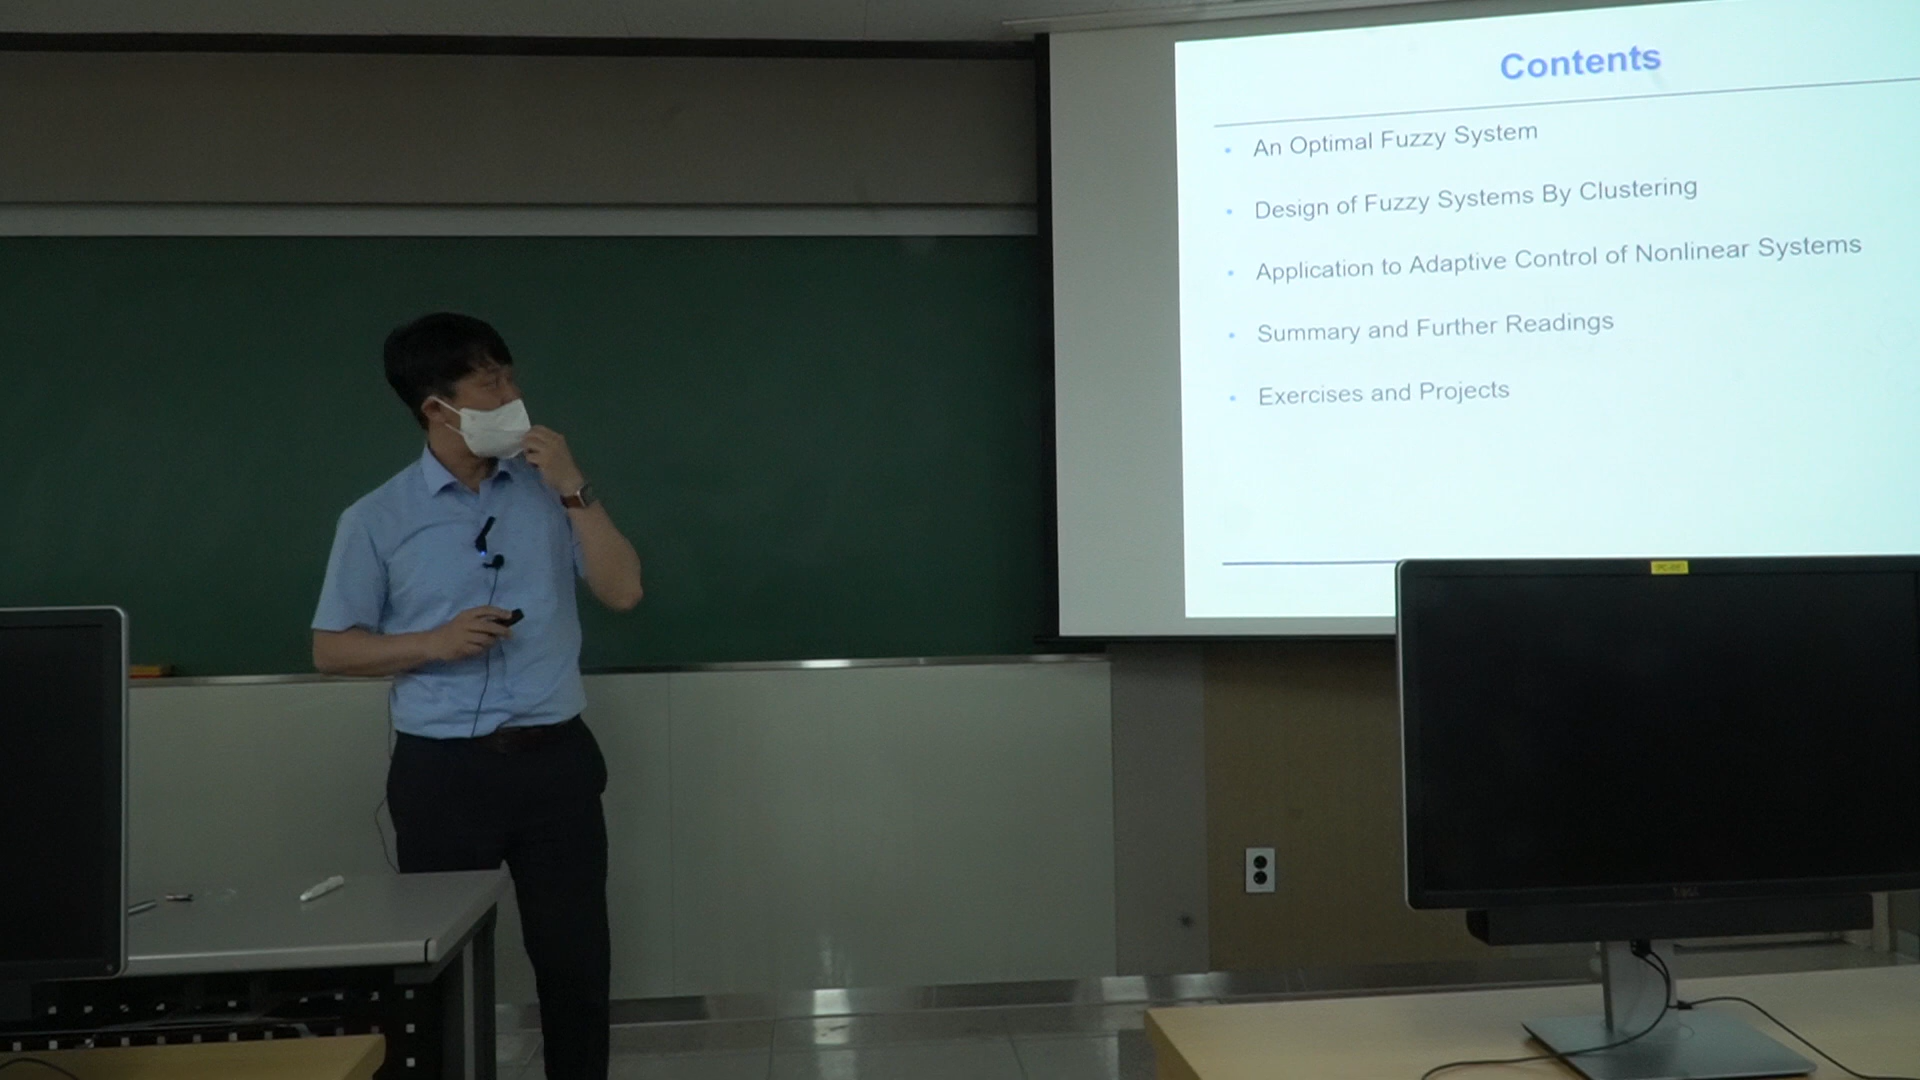 Contents
• An Optimal Fuzzy System
• Design of Fuzzy Systems By Clustering
• Application to Adaptive Control of Nonlinear Systems
• Summary and Further Readings
• Exercises and Projects